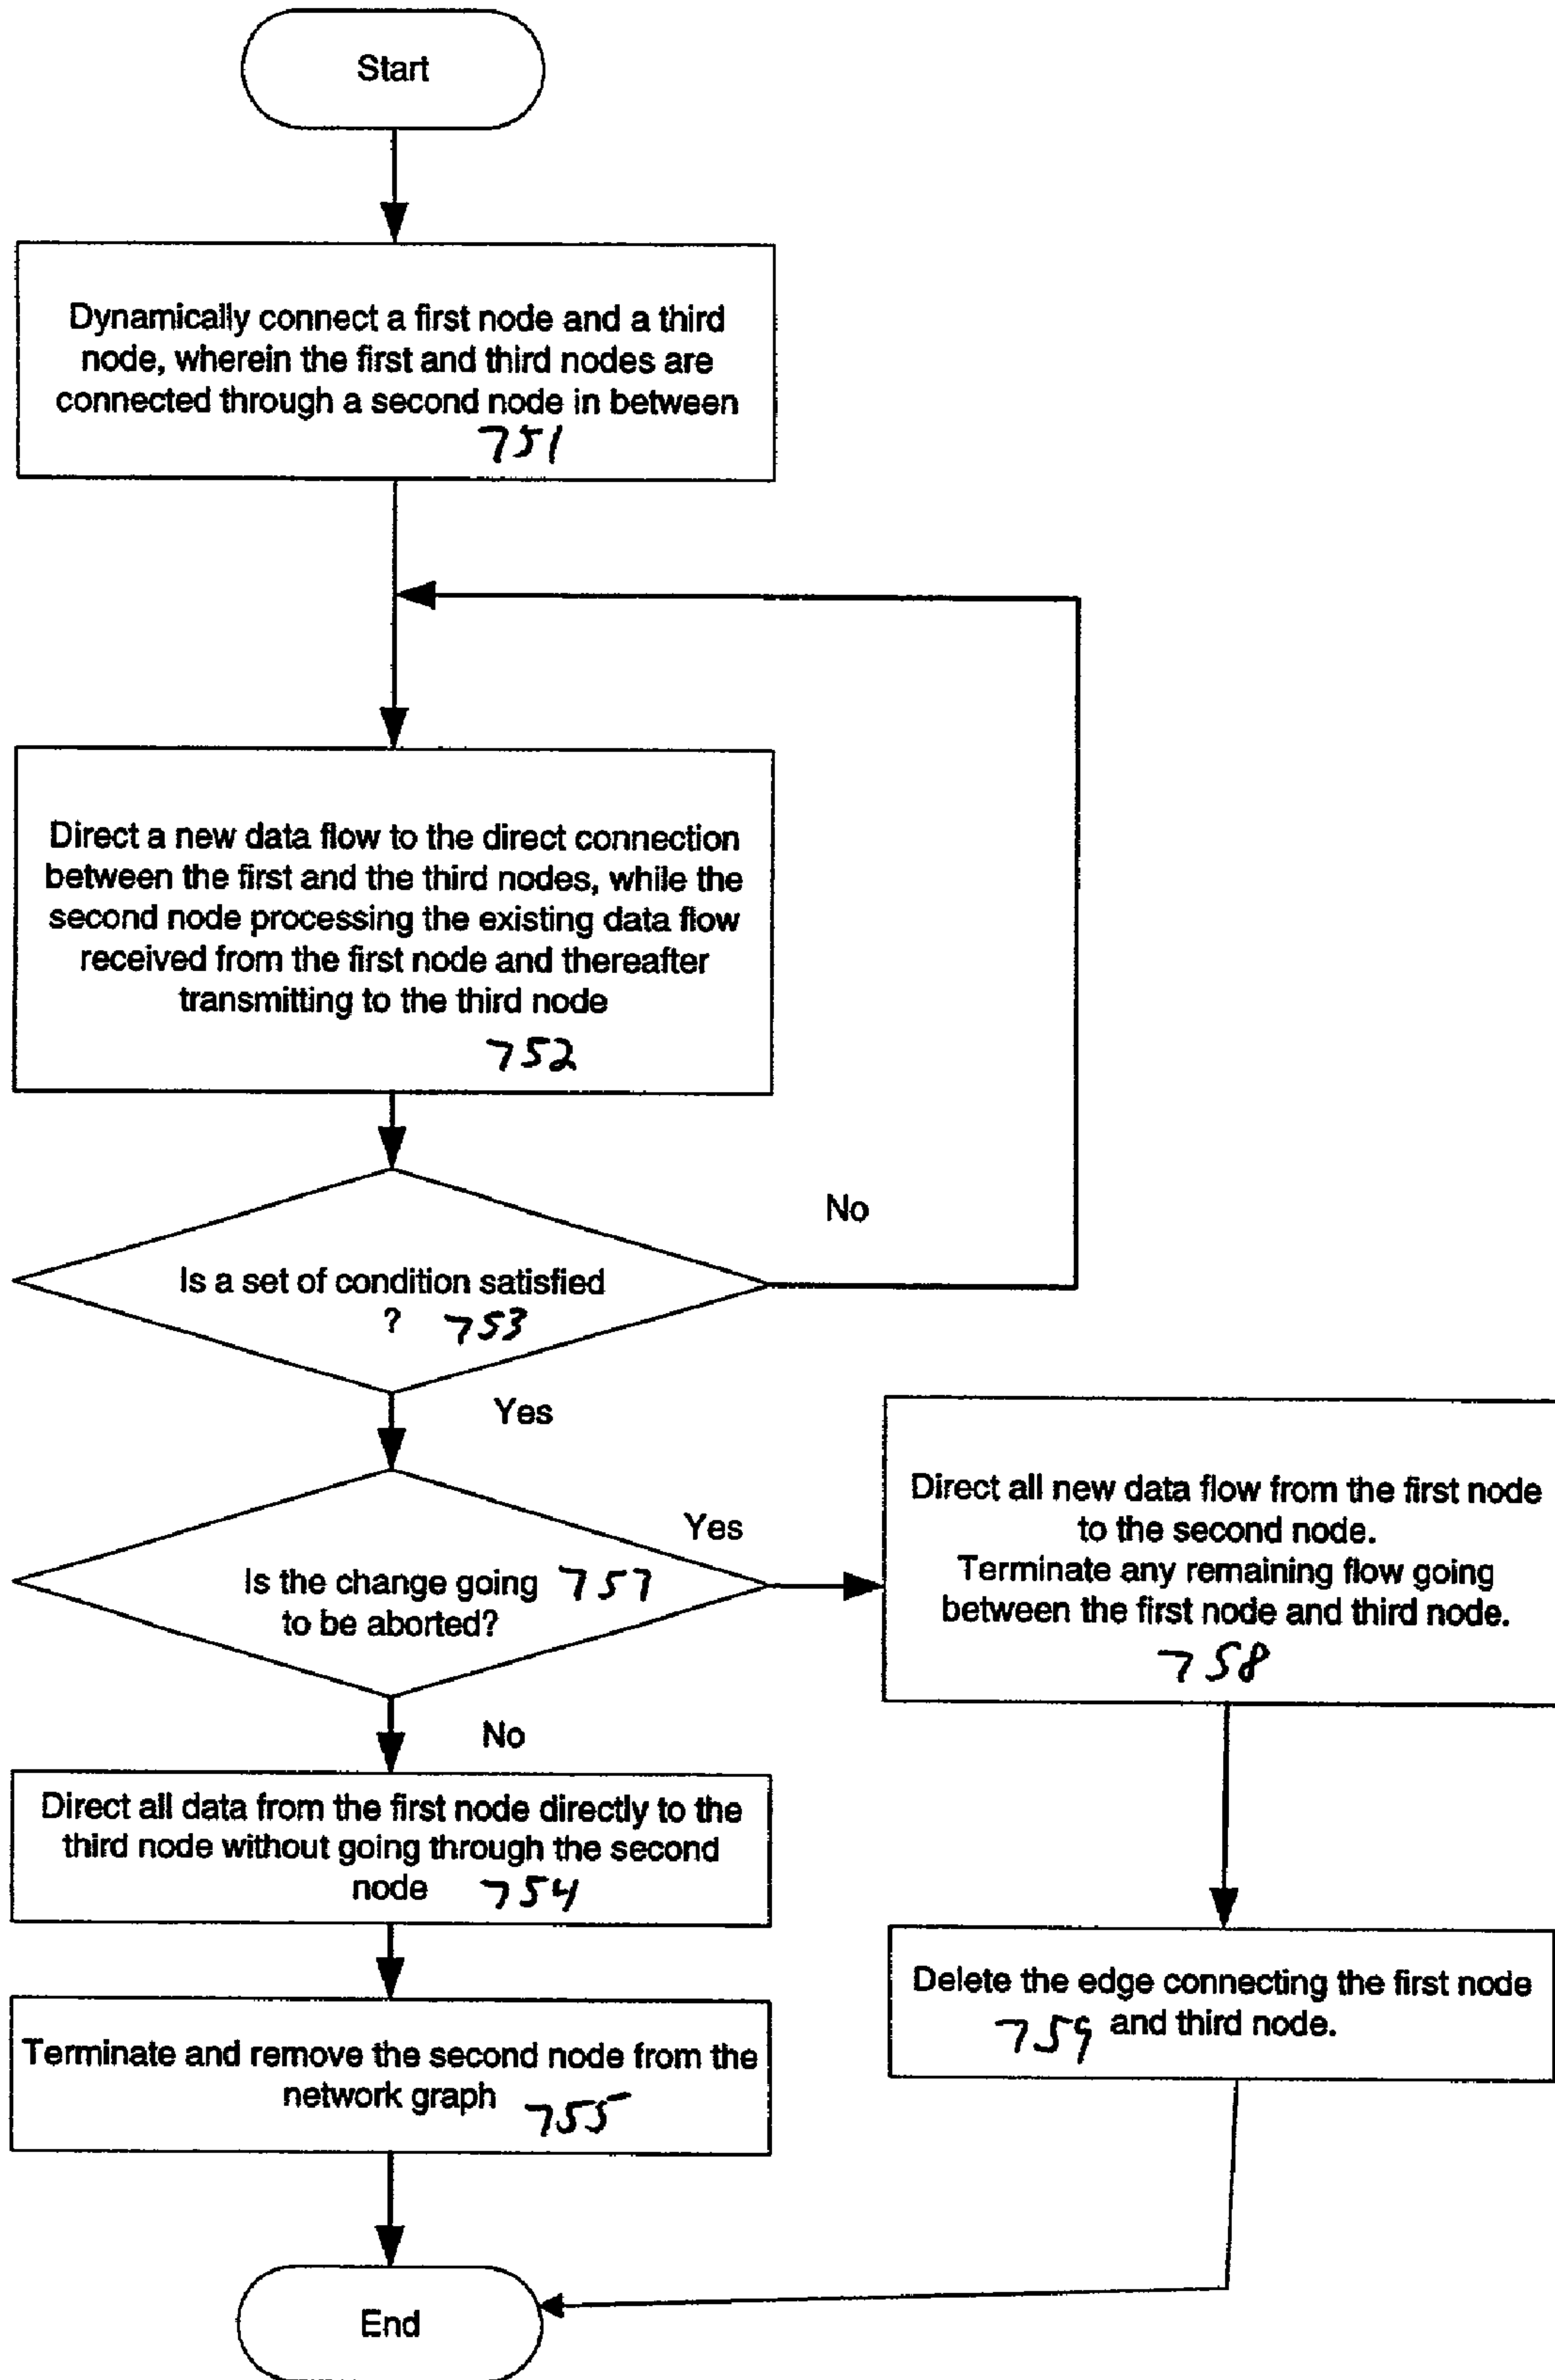 Start
Dynamically connect a first node and a third
node, wherein the first and third nodes are
connected through a second node in between
751
Direct a new data flow to the direct connection
between the first and the third nodes, while the
second node processing the existing data flow
received from the first node and thereafter
transmitting to the third node
752
No
Is a set of condition satisfied
? 753
Yes
Yes
Is the change going 757
to be aborted?
Direct all new data flow from the first node
to the second node.
Terminate any remaining flow going
between the first node and third node.
758
No
Direct all data from the first node directly to the
third node without going through the second
node 754
Delete the edge connecting the first node
759 and third node.
Terminate and remove the second node from the
network graph 755
End